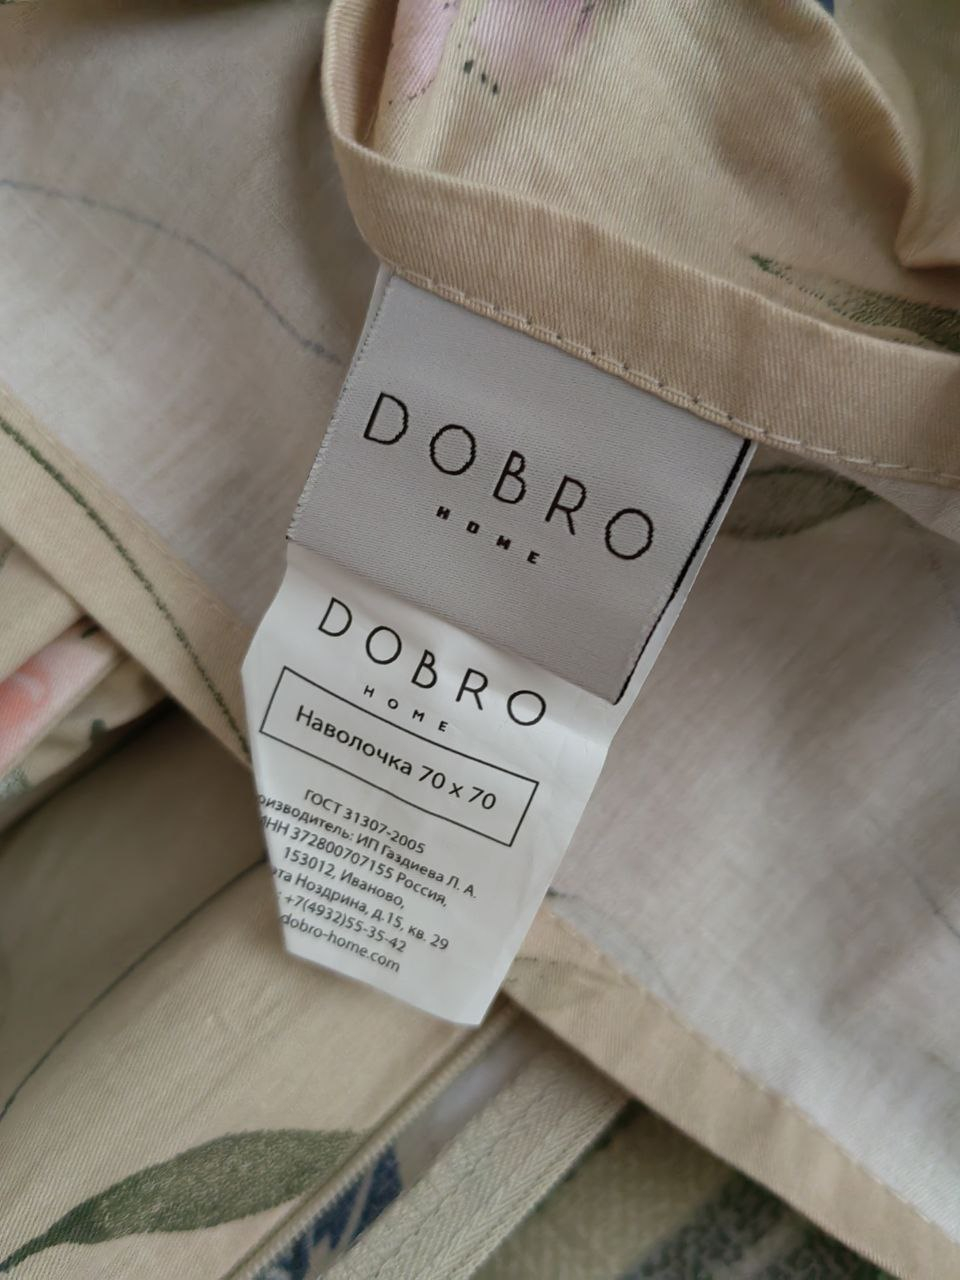 DOBRO
HOME
DOBRO
HOME
Наволочка 70 x 70
ГОСТ 31307-2005
оизводитель: ИП Газдиева Л. А.
ИНН 372800707155 Россия,
153012, Иваново,
Ноздрина, д.15, кв. 29
+7(4932)55-35-42
dobro-home.com